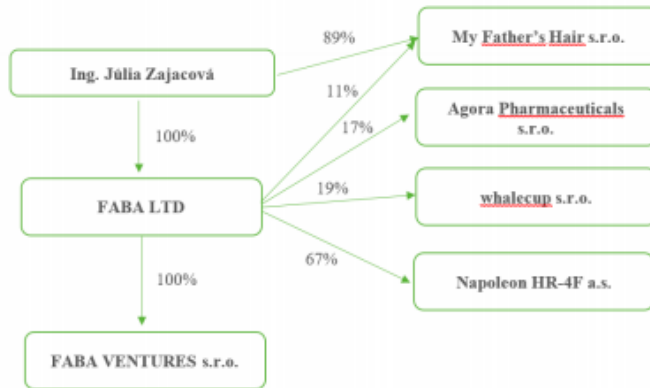 89%
My Father's Hair s.r.o.
Ing. Júlia Zajacová
11%
Agora Pharmaceuticals
s.r.o.
17%
100%
19%
whalecup s.r.o.
FABA LTD
67%
Napoleon HR-4F a.s.
100%
FABA VENTURES s.r.o.